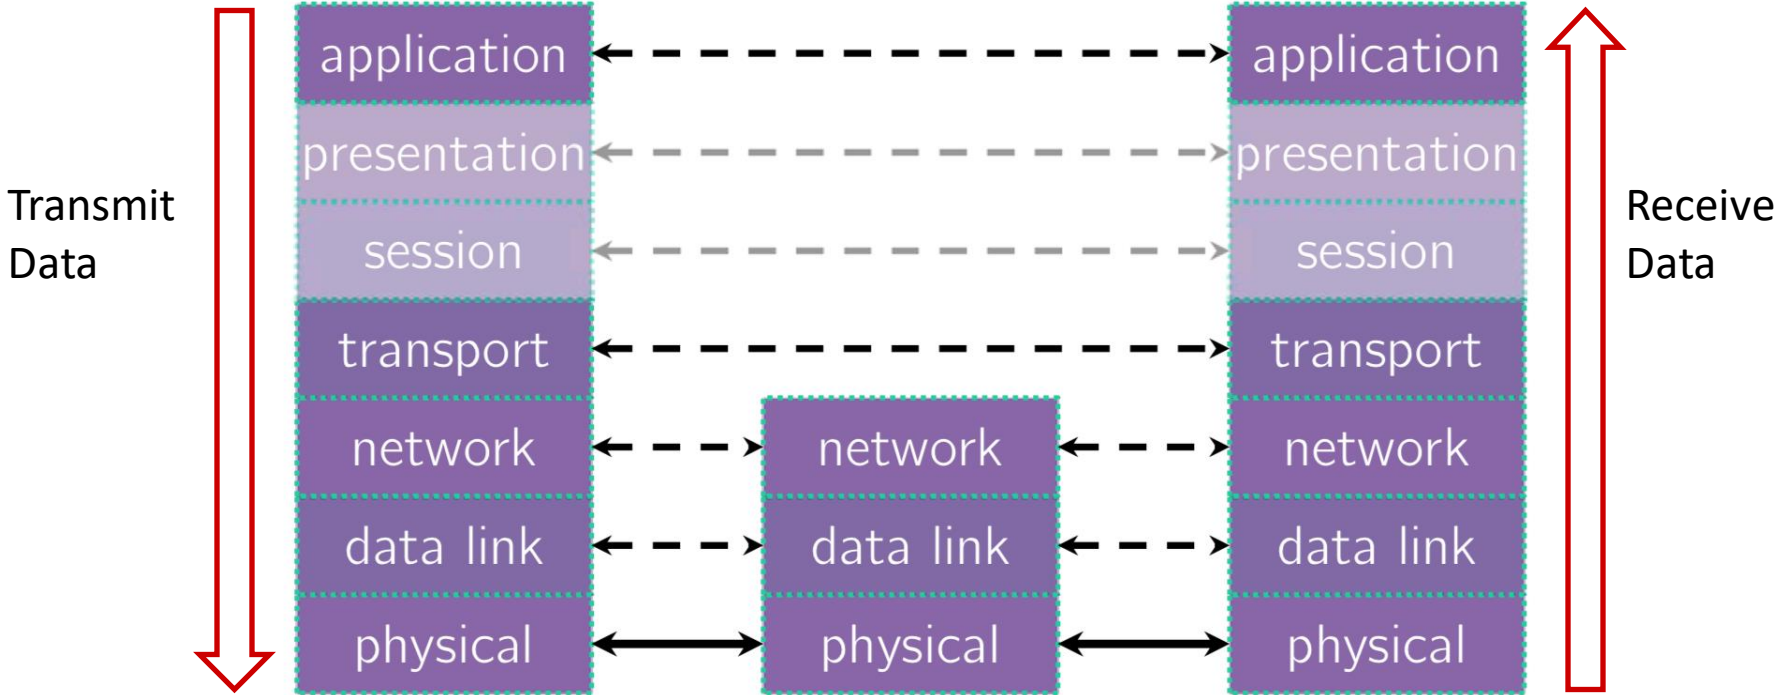 Transmit
Data
application
presentation
session
transport
network
data link
physical
network
data link
physical
application
presentation
session
transport
network
data link
physical
Receive
Data